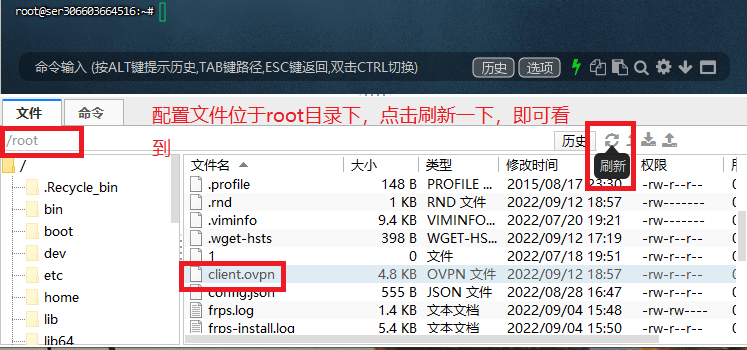 root@ser306603664516:~#
命令输入 (按ALT键提示历史,TAB键路径,ESC键返回,双击CTRL切换) 历史 选项
文件 命令
配置文件位于root目录下，点击刷新一下，即可看到
/root 历史
刷新
/
.Recycle_bin
bin
boot
dev
etc
home
lib
lib64
文件名 大小 类型 修改时间 权限
.profile 148 B PROFILE ... 2015/08/17 23:30 -rw-r--r--
.rnd 1 KB RND 文件 2022/09/12 18:57 -rw-------
.viminfo 9.4 KB VIMINFO... 2022/07/20 19:21 -rw-------
.wget-hsts 398 B WGET-HS... 2022/09/12 17:19 -rw-r--r--
1 0 文件 2022/07/18 19:51 -rw-r--r--
client.ovpn 4.8 KB OVPN 文件 2022/09/12 18:57 -rw-r--r--
config.json 555 B JSON 文件 2022/08/28 16:47 -rw-r--r--
frps.log 1.4 KB 文本文档 2022/09/04 15:48 -rw-rw----
frps-install.log 5.4 KB 文本文档 2022/09/04 15:50 -rw-r--r--